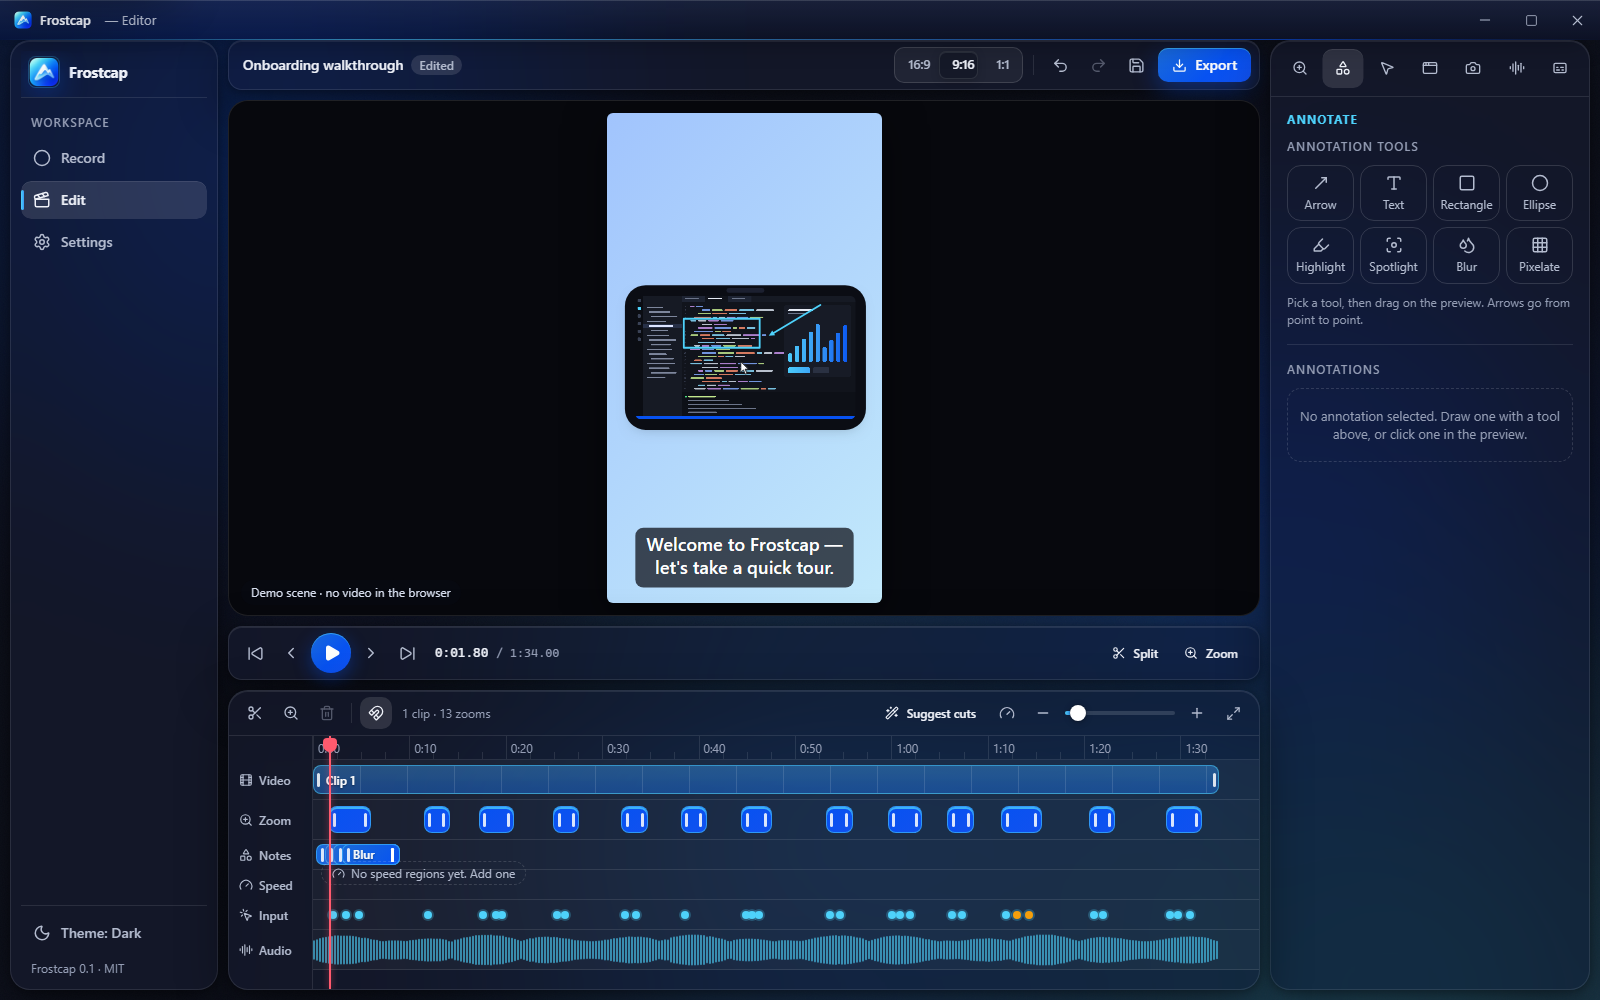 Frostcap — Editor
Frostcap
WORKSPACE
Record
Edit
Settings
Theme: Dark
Frostcap 0.1 · MIT
Onboarding walkthrough Edited
16:9 9:16 1:1
Export
Welcome to Frostcap —
let's take a quick tour.
Demo scene · no video in the browser
0:01.80 / 1:34.00
Split Zoom
1 clip · 13 zooms
Suggest cuts
0:10 0:20 0:30 0:40 0:50 1:00 1:10 1:20 1:30
Video
Clip 1
Zoom
Notes
Blur
No speed regions yet. Add one
Speed
Input
Audio
ANNOTATE
ANNOTATION TOOLS
Arrow Text Rectangle Ellipse
Highlight Spotlight Blur Pixelate
Pick a tool, then drag on the preview. Arrows go from
point to point.
ANNOTATIONS
No annotation selected. Draw one with a tool
above, or click one in the preview.